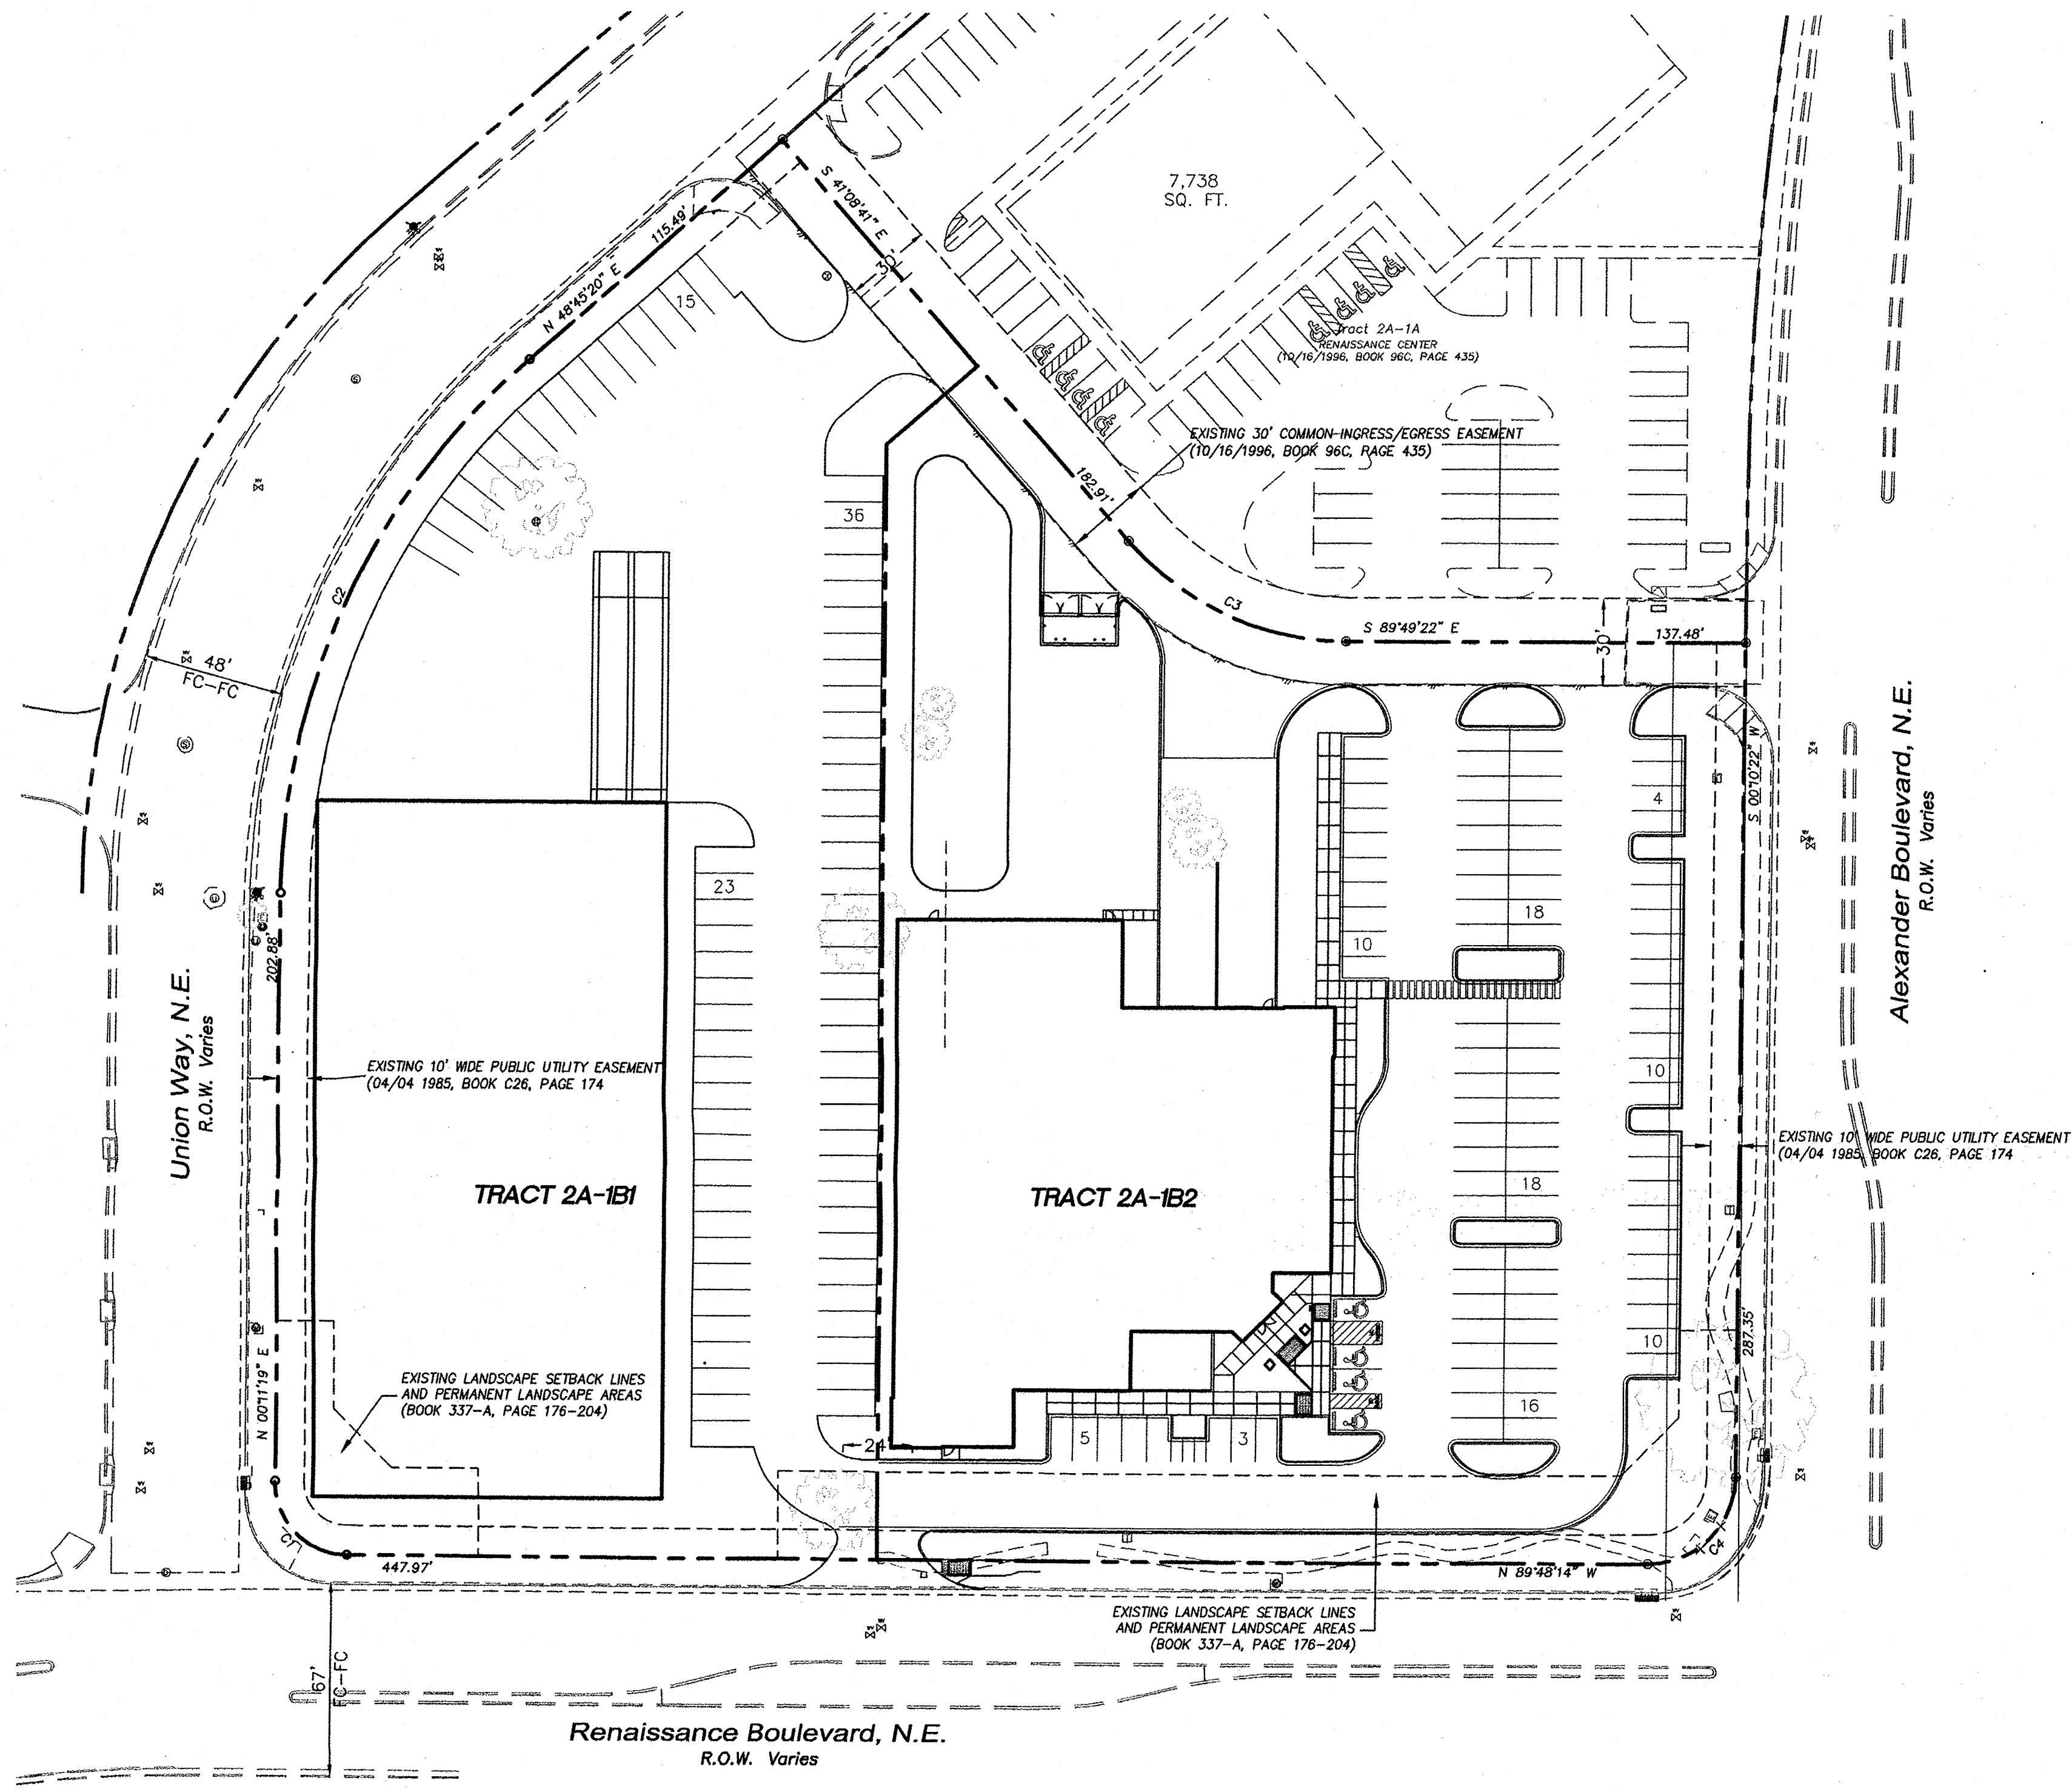 7,738
SQ. FT.
S 41°08'41" E
115.49'
N 48°45'20" E
30'
15
Tract 2A-1A
RENAISSANCE CENTER
(10/16/1996, BOOK 96C, PAGE 435)
EXISTING 30' COMMON-INGRESS/EGRESS EASEMENT
(10/16/1996, BOOK 96C, PAGE 435)
182.91'
36
C2
C3
S 89°49'22" E
137.48'
30'
48'
FC-FC
S 00°10'22" W
4
Alexander Boulevard, N.E.
R.O.W. Varies
23
18
10
202.88'
Union Way, N.E.
R.O.W. Varies
EXISTING 10' WIDE PUBLIC UTILITY EASEMENT
(04/04 1985, BOOK C26, PAGE 174
10
EXISTING 10' WIDE PUBLIC UTILITY EASEMENT
(04/04 1985, BOOK C26, PAGE 174
TRACT 2A-1B1
TRACT 2A-1B2
18
287.35'
10
N 00°11'19" E
EXISTING LANDSCAPE SETBACK LINES
AND PERMANENT LANDSCAPE AREAS
(BOOK 337-A, PAGE 176-204)
16
24
5
3
C1
C4
447.97'
N 89°48'14" W
EXISTING LANDSCAPE SETBACK LINES
AND PERMANENT LANDSCAPE AREAS
(BOOK 337-A, PAGE 176-204)
67'
FC-FC
Renaissance Boulevard, N.E.
R.O.W. Varies